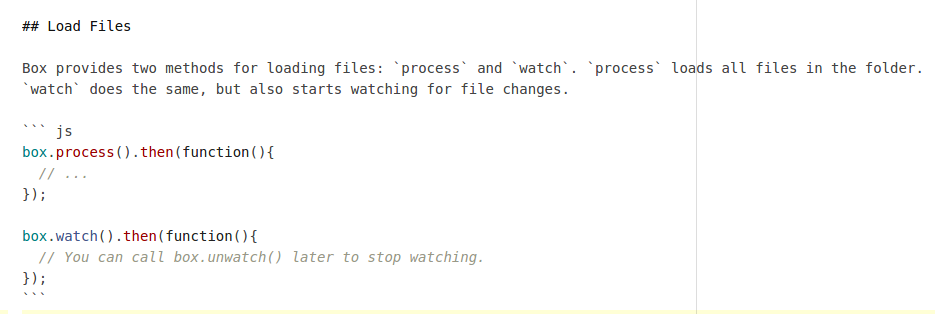 ## Load Files
Box provides two methods for loading files: `process` and `watch`. `process` loads all files in the folder.
`watch` does the same, but also starts watching for file changes.
``` js
box.process().then(function(){
  // ...
});
box.watch().then(function(){
  // You can call box.unwatch() later to stop watching.
});
```